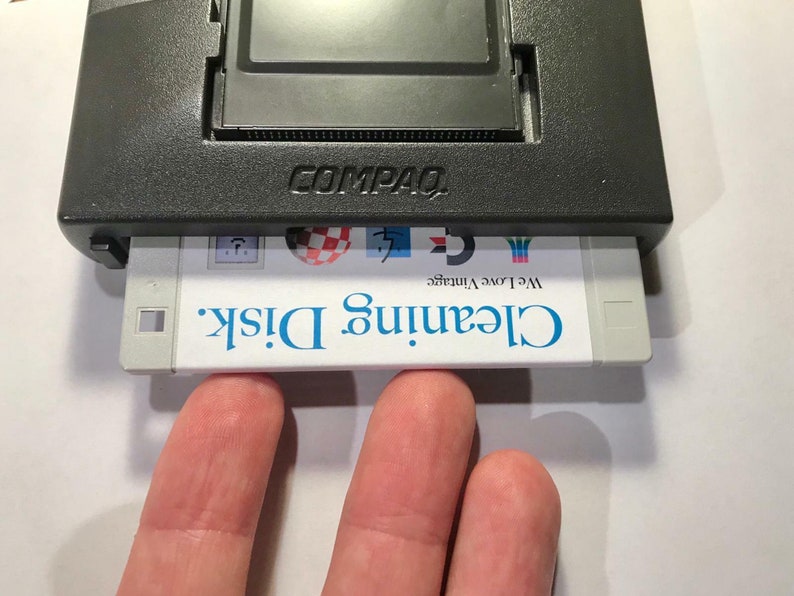 COMPAQ
Cleaning Disk.
We Love Vintage